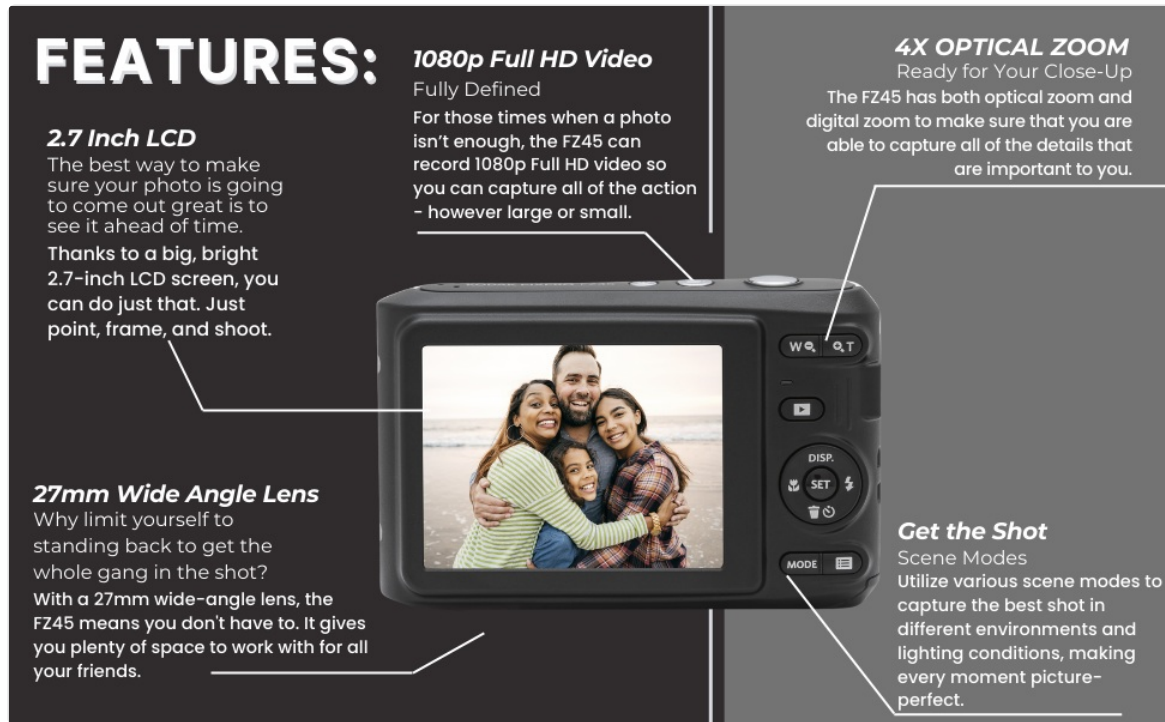 FEATURES:
2.7 Inch LCD
The best way to make
sure your photo is going
to come out great is to
see it ahead of time.
Thanks to a big, bright
2.7-inch LCD screen, you
can do just that. Just
point, frame, and shoot.
1080p Full HD Video
Fully Defined
For those times when a photo
isn't enough, the FZ45 can
record 1080p Full HD video so
you can capture all of the action
- however large or small.
4X OPTICAL ZOOM
Ready for Your Close-Up
The FZ45 has both optical zoom and
digital zoom to make sure that you are
able to capture all of the details that
are important to you.
W T
DISP.
SET
MODE
27mm Wide Angle Lens
Why limit yourself to
standing back to get the
whole gang in the shot?
With a 27mm wide-angle lens, the
FZ45 means you don't have to. It gives
you plenty of space to work with for all
your friends.
Get the Shot
Scene Modes
Utilize various scene modes to
capture the best shot in
different environments and
lighting conditions, making
every moment picture-
perfect.